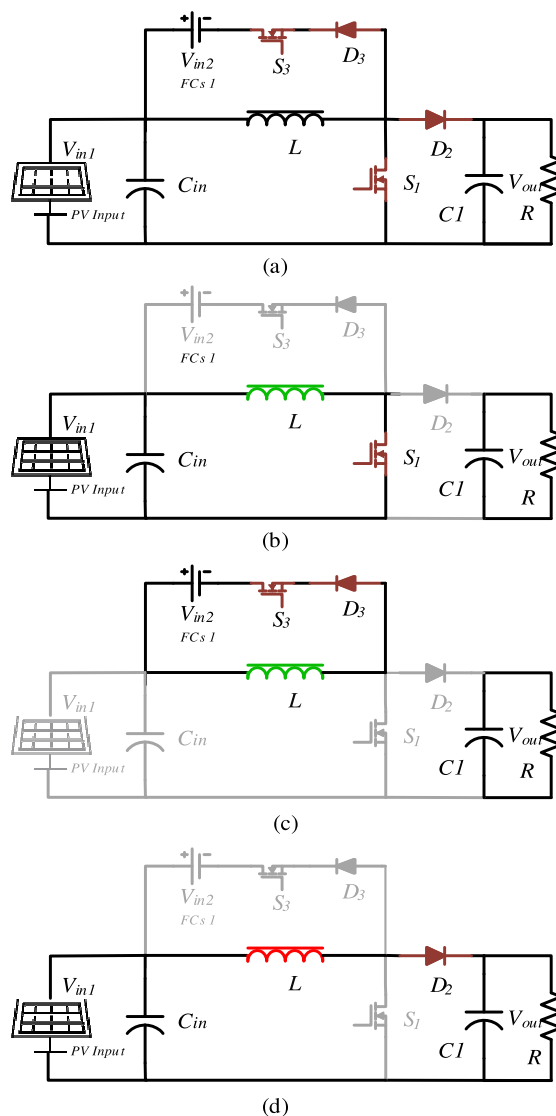 + -
Vin2
FCs 1
S3
D3
Vin1
L
D2
Cin
S1
C1
Vout
R
PV Input
(a)
+ -
Vin2
FCs 1
S3
D3
Vin1
L
D2
Cin
S1
C1
Vout
R
PV Input
(b)
+ -
Vin2
FCs 1
S3
D3
Vin1
L
D2
Cin
S1
C1
Vout
R
PV Input
(c)
+ -
Vin2
FCs 1
S3
D3
Vin1
L
D2
Cin
S1
C1
Vout
R
PV Input
(d)